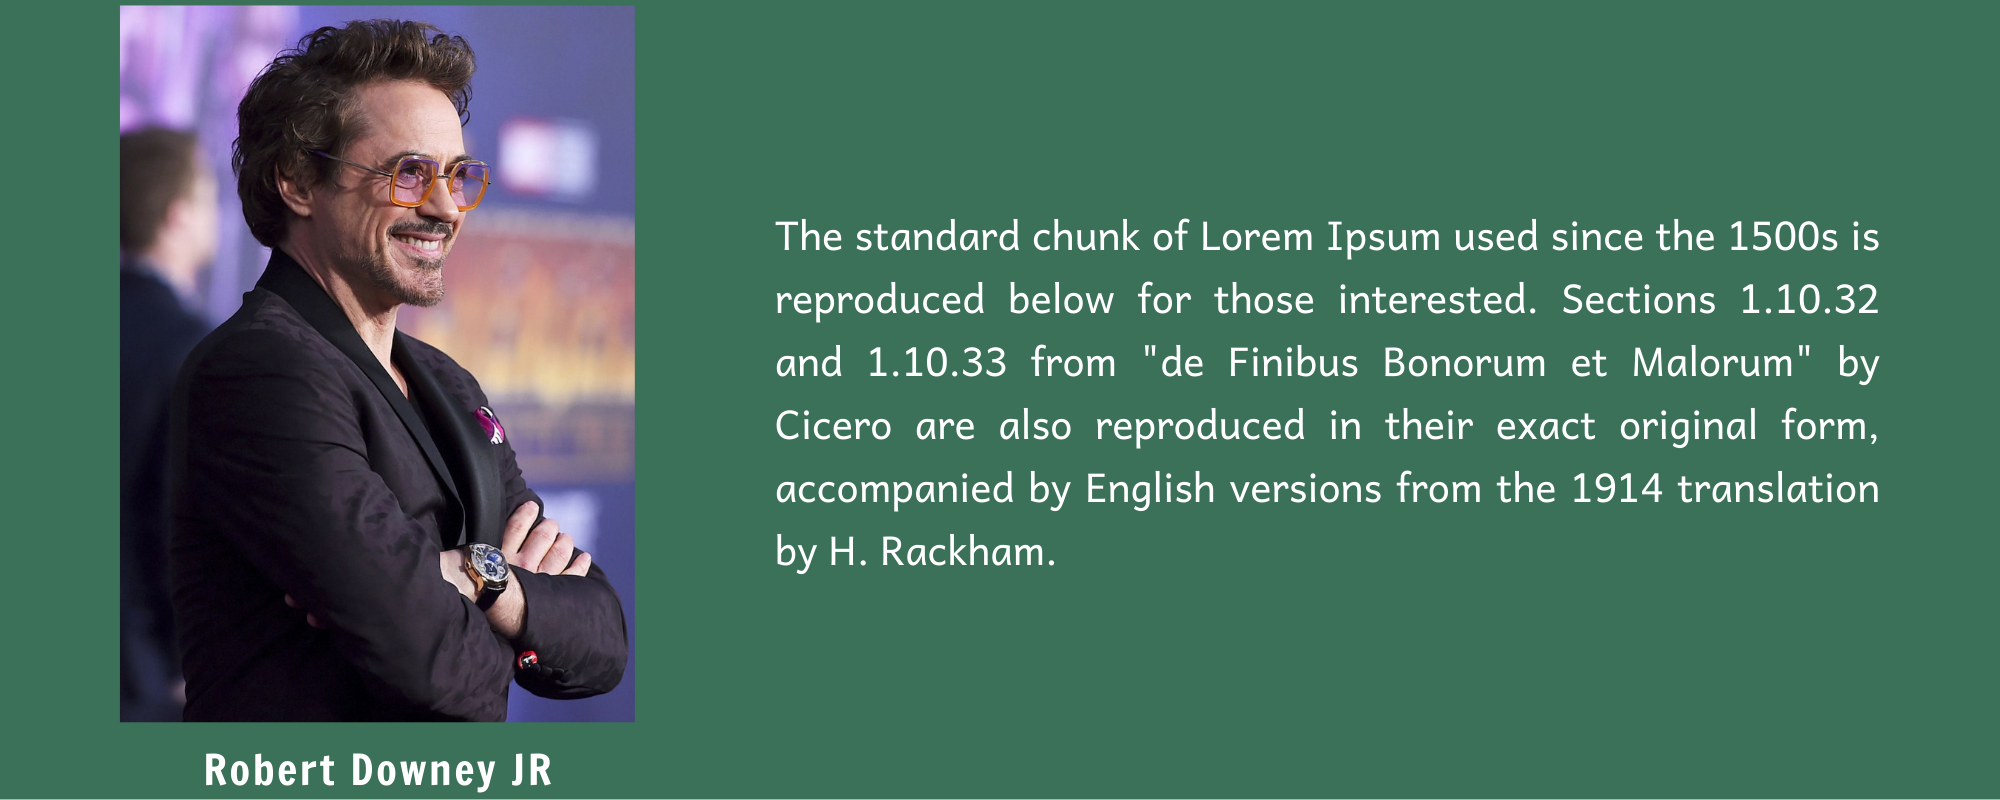 The standard chunk of Lorem Ipsum used since the 1500s is
reproduced below for those interested. Sections 1.10.32
and 1.10.33 from "de Finibus Bonorum et Malorum" by
Cicero are also reproduced in their exact original form,
accompanied by English versions from the 1914 translation
by H. Rackham.
Robert Downey JR